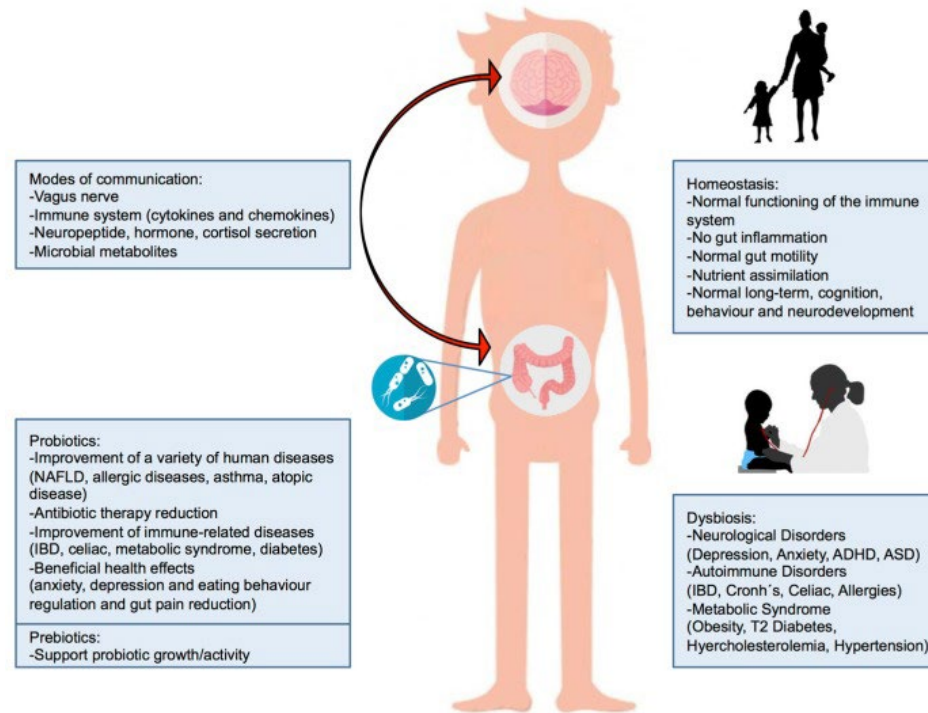 Modes of communication:
-Vagus nerve
-Immune system (cytokines and chemokines)
-Neuropeptide, hormone, cortisol secretion
-Microbial metabolites
Probiotics:
-Improvement of a variety of human diseases
(NAFLD, allergic diseases, asthma, atopic
disease)
-Antibiotic therapy reduction
-Improvement of immune-related diseases
(IBD, celiac, metabolic syndrome, diabetes)
-Beneficial health effects
(anxiety, depression and eating behaviour
regulation and gut pain reduction)
Prebiotics:
-Support probiotic growth/activity
Homeostasis:
-Normal functioning of the immune
system
-No gut inflammation
-Normal gut motility
-Nutrient assimilation
-Normal long-term, cognition,
behaviour and neurodevelopment
Dysbiosis:
-Neurological Disorders
(Depression, Anxiety, ADHD, ASD)
-Autoimmune Disorders
(IBD, Cronh´s, Celiac, Allergies)
-Metabolic Syndrome
(Obesity, T2 Diabetes,
Hyercholesterolemia, Hypertension)